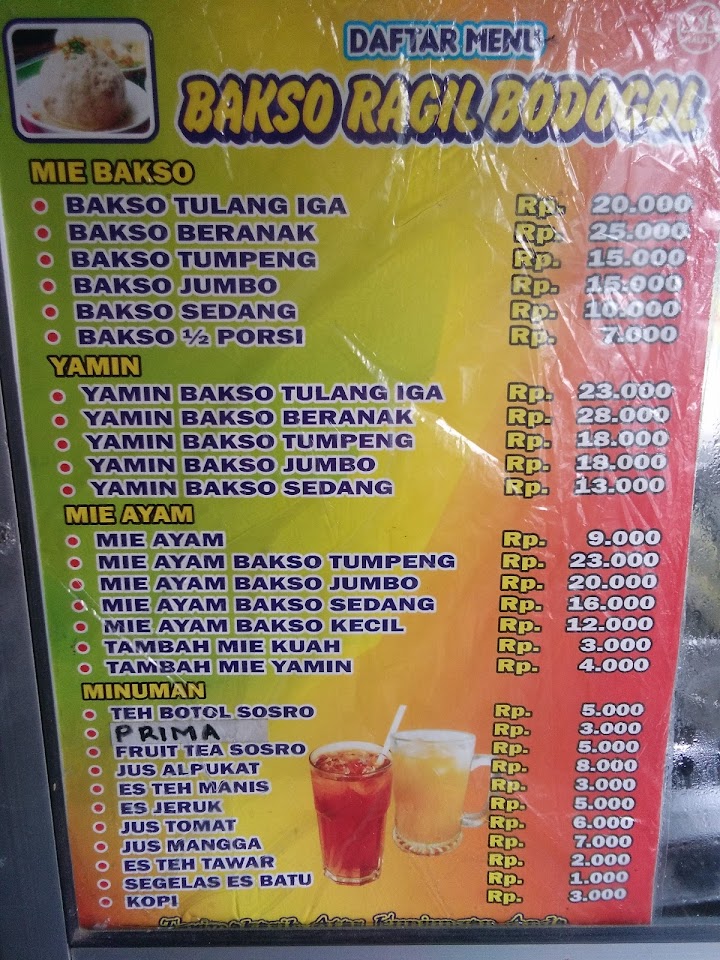 DAFTAR MENU
BAKSO RAGIL BODOGOL
MIE BAKSO
BAKSO TULANG IGA Rp. 20.000
BAKSO BERANAK Rp. 25.000
BAKSO TUMPENG Rp. 15.000
BAKSO JUMBO Rp. 15.000
BAKSO SEDANG Rp. 10.000
BAKSO ½ PORSI Rp. 7.000
YAMIN
YAMIN BAKSO TULANG IGA Rp. 23.000
YAMIN BAKSO BERANAK Rp. 28.000
YAMIN BAKSO TUMPENG Rp. 18.000
YAMIN BAKSO JUMBO Rp. 18.000
YAMIN BAKSO SEDANG Rp. 13.000
MIE AYAM
MIE AYAM Rp. 9.000
MIE AYAM BAKSO TUMPENG Rp. 23.000
MIE AYAM BAKSO JUMBO Rp. 20.000
MIE AYAM BAKSO SEDANG Rp. 16.000
MIE AYAM BAKSO KECIL Rp. 12.000
TAMBAH MIE KUAH Rp. 3.000
TAMBAH MIE YAMIN Rp. 4.000
MINUMAN
TEH BOTOL SOSRO Rp. 5.000
PRIMA Rp. 3.000
FRUIT TEA SOSRO Rp. 5.000
JUS ALPUKAT Rp. 8.000
ES TEH MANIS Rp. 3.000
ES JERUK Rp. 5.000
JUS TOMAT Rp. 6.000
JUS MANGGA Rp. 7.000
ES TEH TAWAR Rp. 2.000
SEGELAS ES BATU Rp. 1.000
KOPI Rp. 3.000